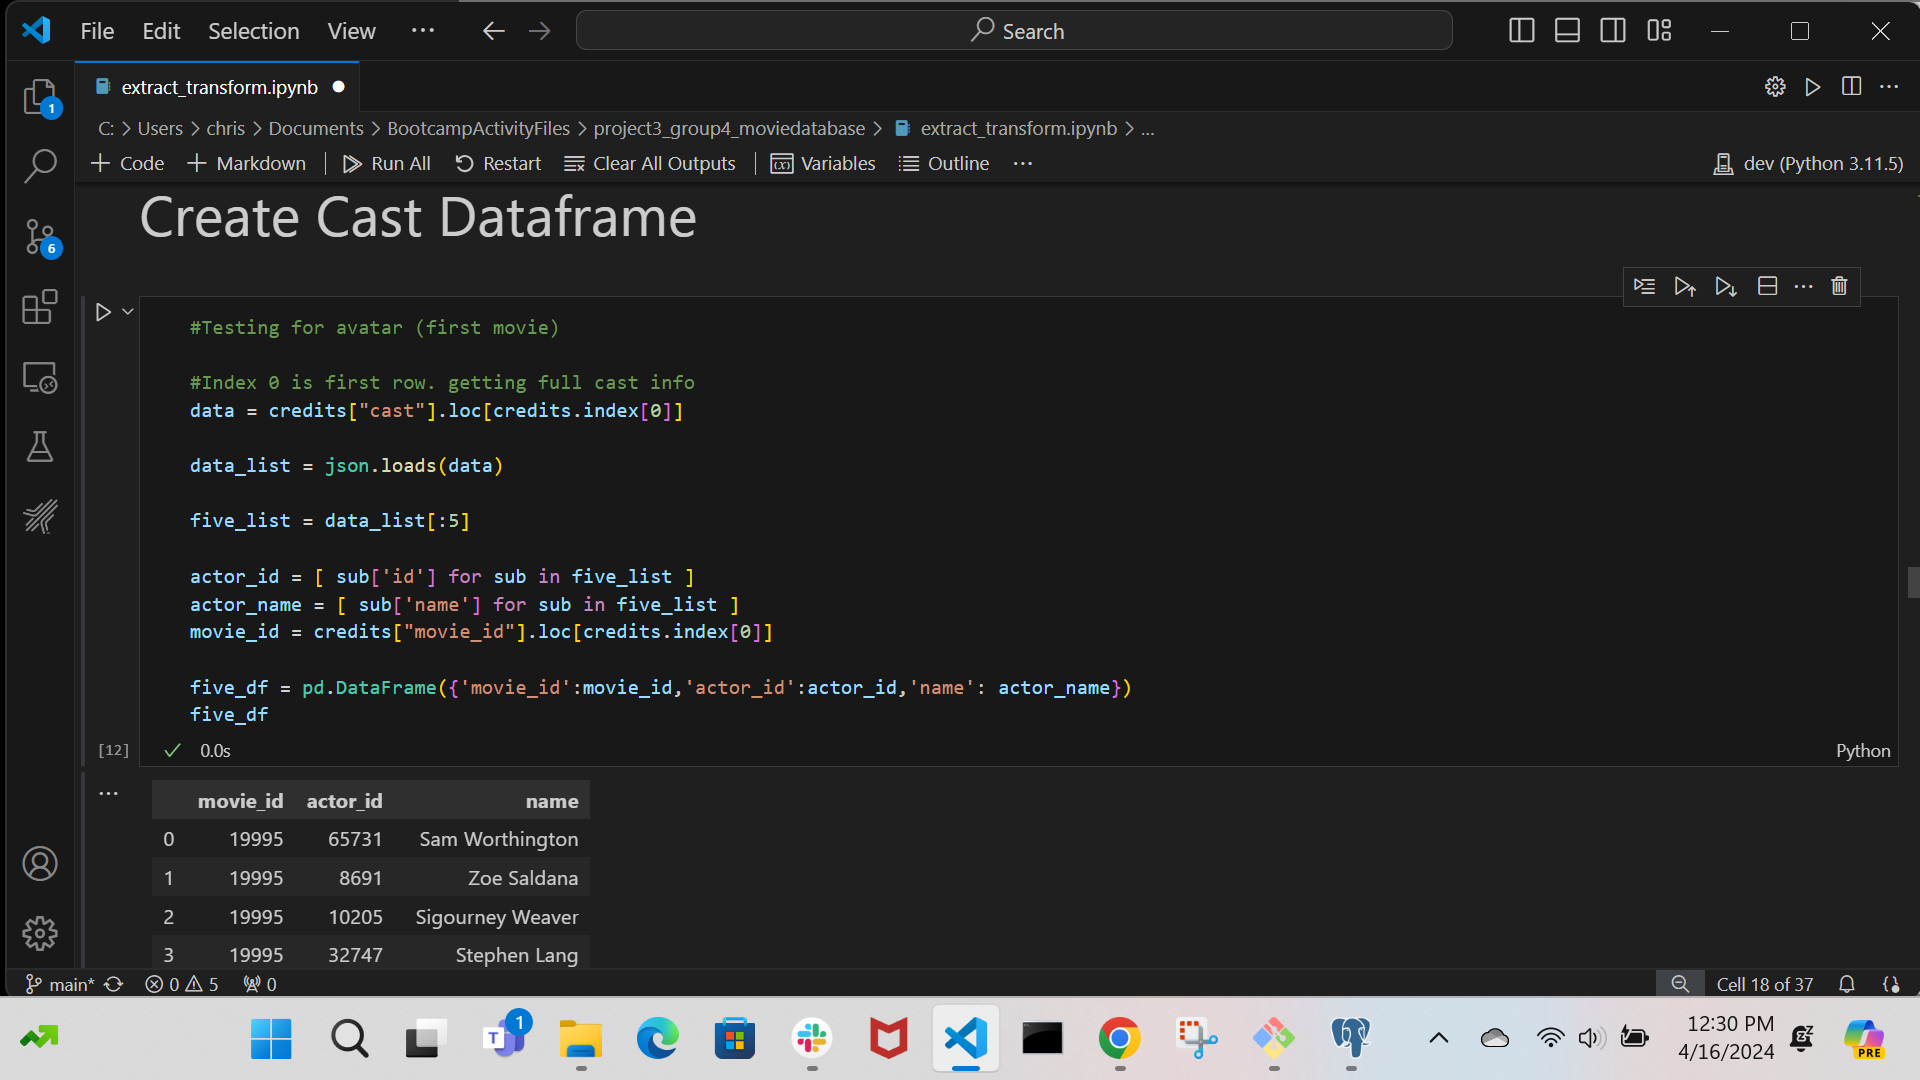 File Edit Selection View ··· Search
extract_transform.ipynb
1
C: > Users > chris > Documents > BootcampActivityFiles > project3_group4_moviedatabase > extract_transform.ipynb > ...
+ Code + Markdown Run All Restart Clear All Outputs Variables Outline ··· dev (Python 3.11.5)
Create Cast Dataframe
6
#Testing for avatar (first movie)
#Index 0 is first row. getting full cast info
data = credits["cast"].loc[credits.index[0]]
data_list = json.loads(data)
five_list = data_list[:5]
actor_id = [ sub['id'] for sub in five_list ]
actor_name = [ sub['name'] for sub in five_list ]
movie_id = credits["movie_id"].loc[credits.index[0]]
five_df = pd.DataFrame({'movie_id':movie_id,'actor_id':actor_id,'name': actor_name})
five_df
[12] 0.0s Python
movie_id actor_id name
0 19995 65731 Sam Worthington
1 19995 8691 Zoe Saldana
2 19995 10205 Sigourney Weaver
3 19995 32747 Stephen Lang
main* 0 5 0 Cell 18 of 37
T 1 PRE
12:30 PM
4/16/2024